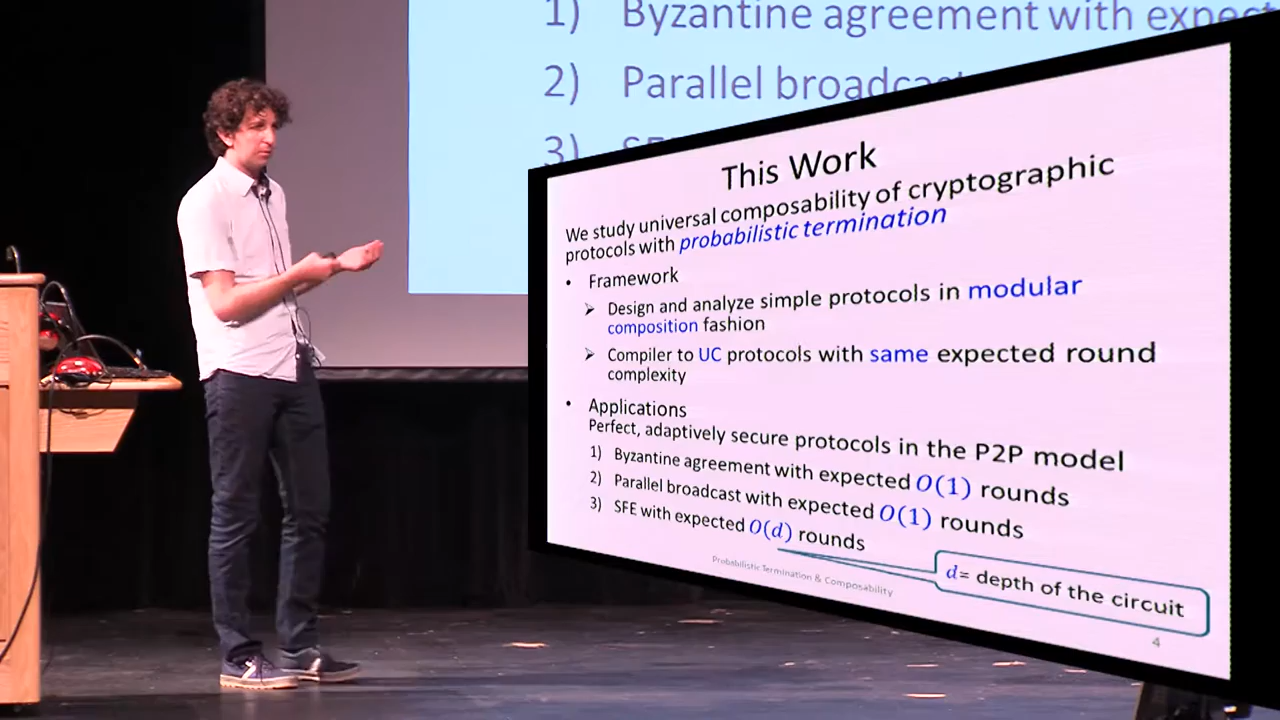 1) Byzantine agreement with expect
2) Parallel broadcas
3)
This Work
We study universal composability of cryptographic
protocols with probabilistic termination
• Framework
➢ Design and analyze simple protocols in modular
composition fashion
➢ Compiler to UC protocols with same expected round
complexity
• Applications
Perfect, adaptively secure protocols in the P2P model
1) Byzantine agreement with expected O(1) rounds
2) Parallel broadcast with expected O(1) rounds
3) SFE with expected O(d) rounds
d= depth of the circuit
Probabilistic Termination & Composability
4